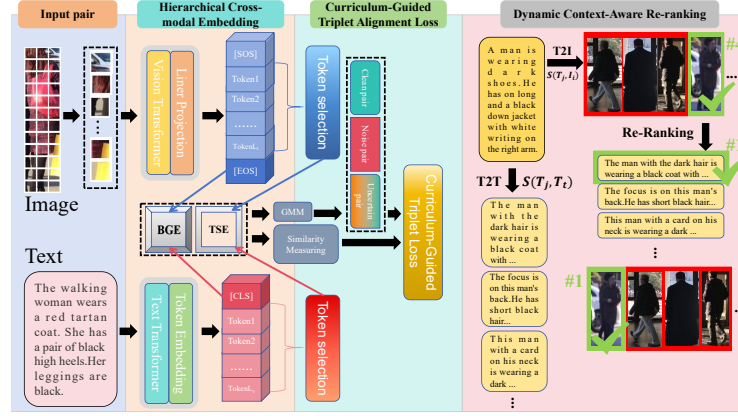 Input pair
Hierarchical Cross-
modal Embedding
Curriculum-Guided
Triplet Alignment Loss
Dynamic Context-Aware Re-ranking
Image
Vision Transformer
Liner Projection
[SOS]
Token1
Token2
......
[EOS]
Token selection
Clean pair
Noise pair
Uncertain
pair
BGE
TSE
GMM
Similarity
Measuring
Curriculum-Guided
Triplet Loss
Text
The walking
woman wears
a red tartan
coat. She has
a pair of black
high heels.Her
leggings are
black.
Text Transformer
Token Embedding
[CLS]
Token1
Token2
......
Token selection
A man is
wearing
dark
shoes. He
has on long
and a black
down jacket
with white
writing on
the right arm.
T2I
S(Tj, Ii)
...
Re-Ranking
The man with the dark hair is
wearing a black coat with ...
The focus is on this man's
back.He has short black hair...
This man with a card on his
neck is wearing a dark ...
T2T
S(Tj, Tt)
The man
with the
dark hair is
wearing a
black coat
with ...
The focus is
on this man's
back.He has
short black
hair...
This man
with a card
on his neck
is wearing a
dark ...
#1